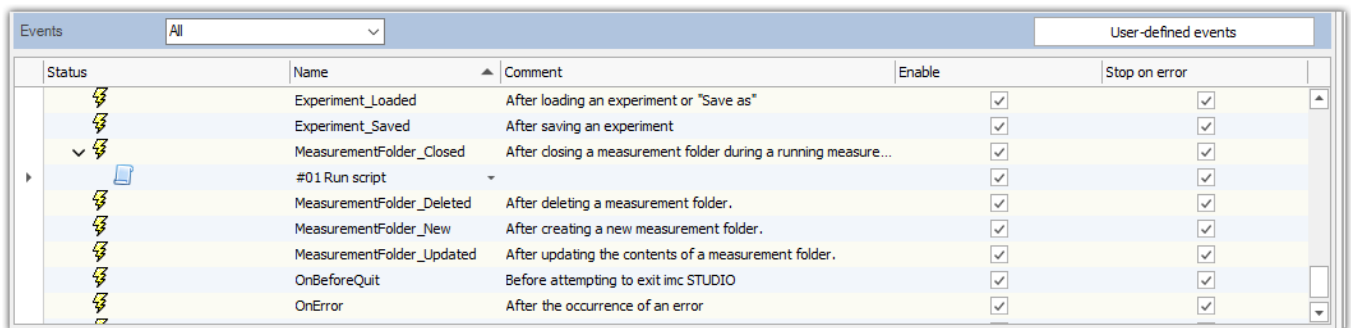 Events All User-defined events
Status Name Comment Enable Stop on error
Experiment_Loaded After loading an experiment or "Save as"
Experiment_Saved After saving an experiment
MeasurementFolder_Closed After closing a measurement folder during a running measure...
#01 Run script
MeasurementFolder_Deleted After deleting a measurement folder.
MeasurementFolder_New After creating a new measurement folder.
MeasurementFolder_Updated After updating the contents of a measurement folder.
OnBeforeQuit Before attempting to exit imc STUDIO
OnError After the occurrence of an error